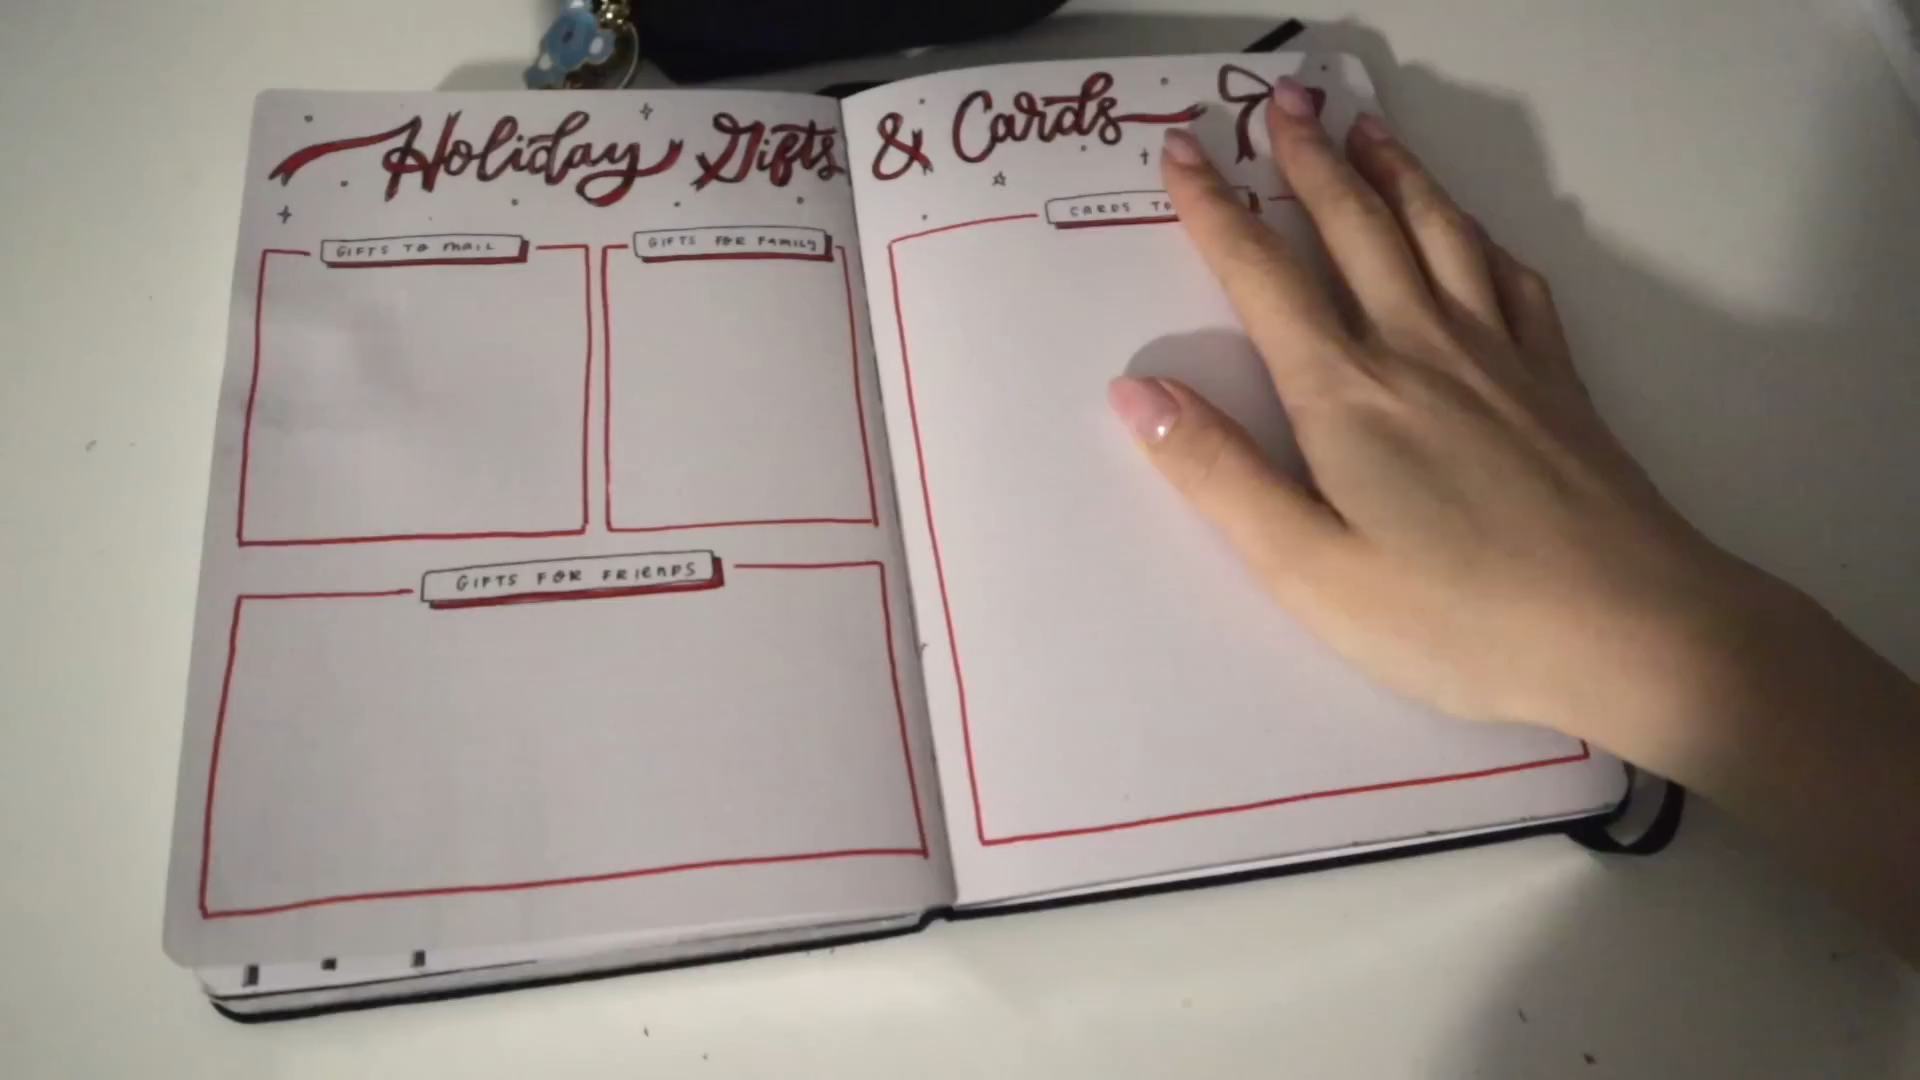 Holiday Gifts & Cards
GIFTS TO MAIL
GIFTS FOR FAMILY
GIFTS FOR FRIENDS
CARDS TO